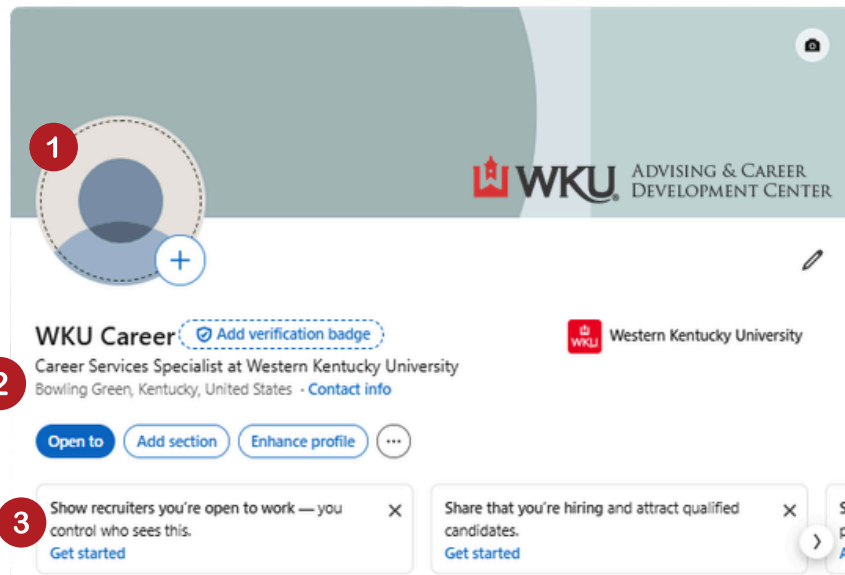 1
WKU. ADVISING & CAREER
DEVELOPMENT CENTER
WKU Career Add verification badge
WKU Western Kentucky University
Career Services Specialist at Western Kentucky University
2
Bowling Green, Kentucky, United States · Contact info
Open to Add section Enhance profile ...
3
Show recruiters you're open to work — you
control who sees this.
Get started
Share that you're hiring and attract qualified
candidates.
Get started